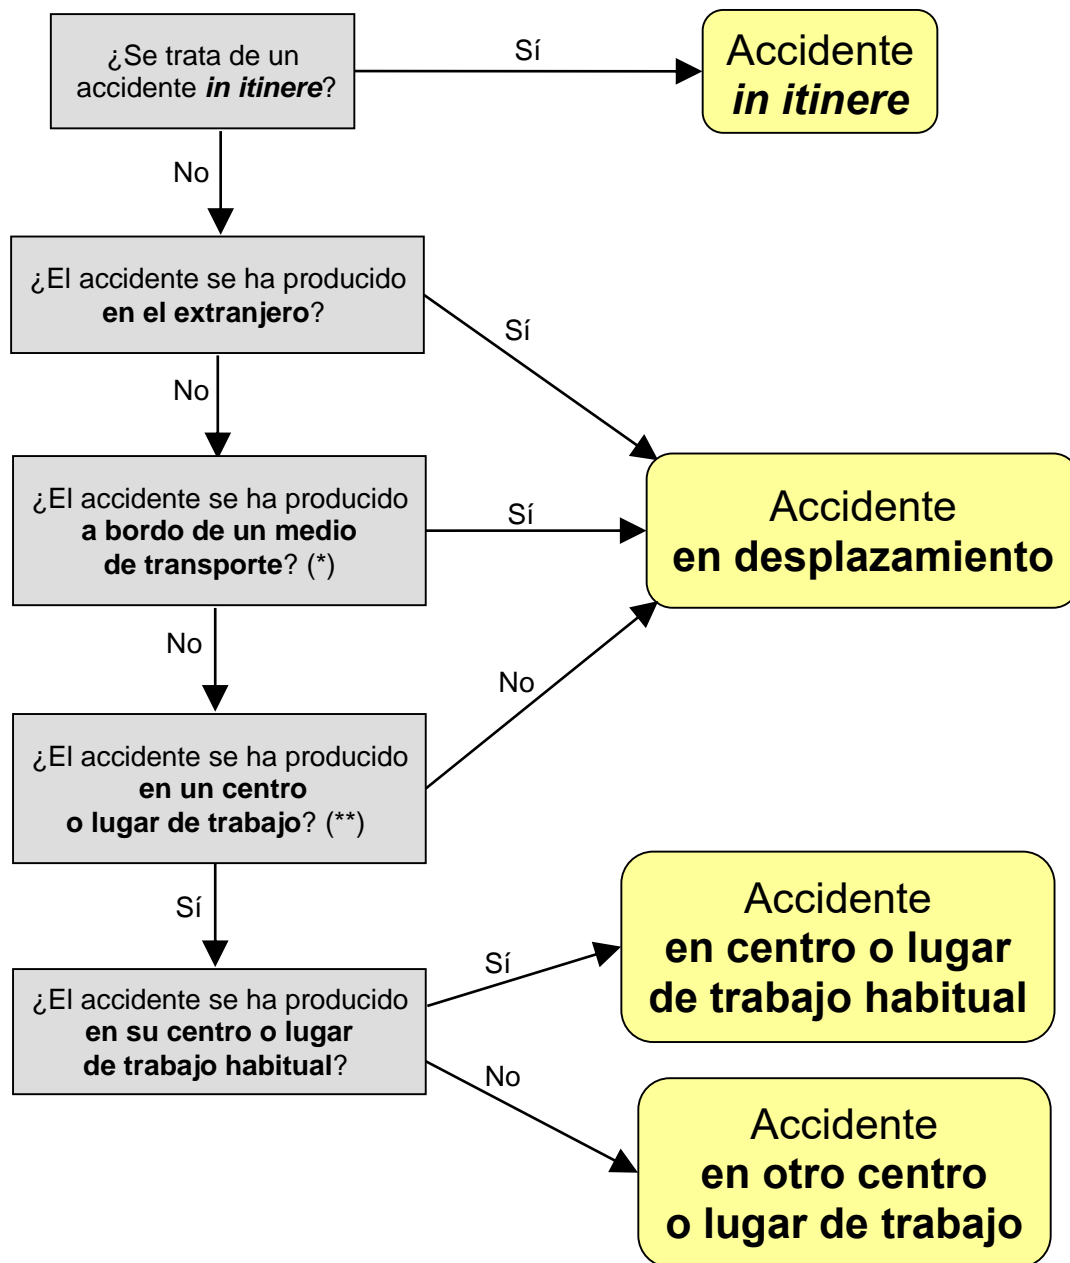 ¿Se trata de un
accidente in itinere?
Sí
Accidente
in itinere
No
¿El accidente se ha producido
en el extranjero?
Sí
No
¿El accidente se ha producido
a bordo de un medio
de transporte? (*)
Sí
Accidente
en desplazamiento
No
No
¿El accidente se ha producido
en un centro
o lugar de trabajo? (**)
Sí
¿El accidente se ha producido
en su centro o lugar
de trabajo habitual?
Sí
Accidente
en centro o lugar
de trabajo habitual
No
Accidente
en otro centro
o lugar de trabajo